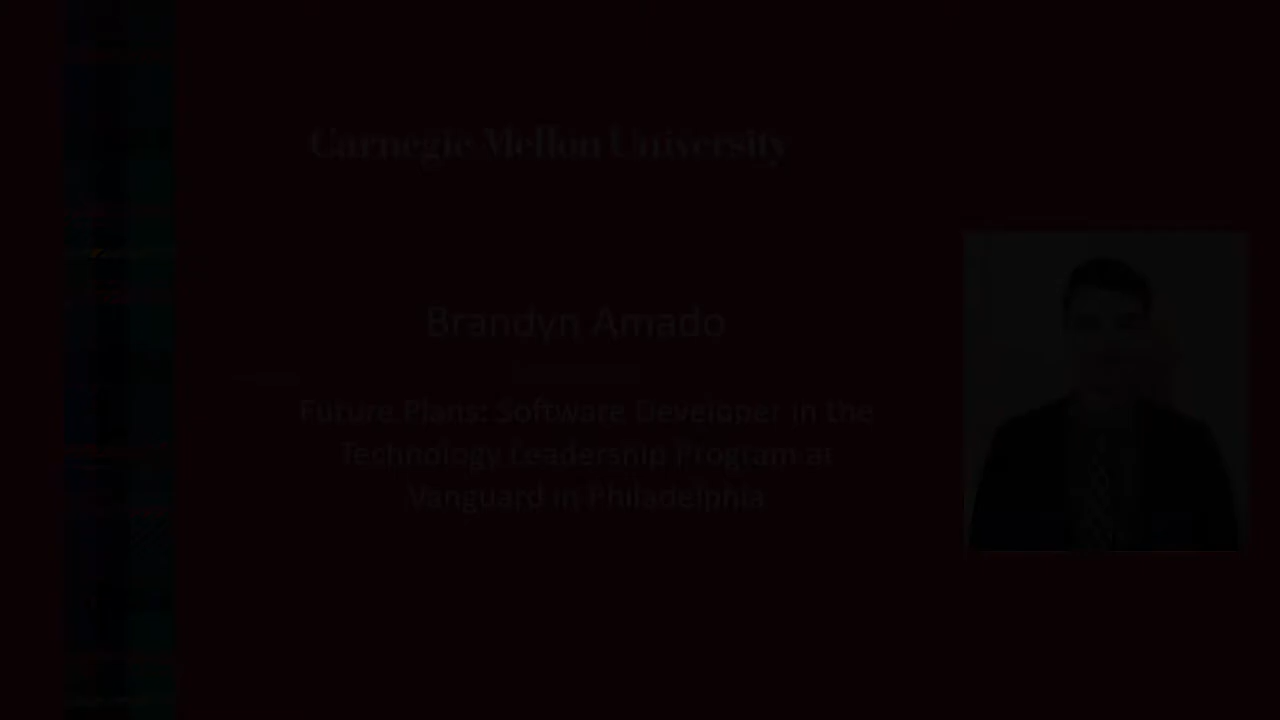 Carnegie Mellon University
Brandyn Amado
Future Plans: Software Developer in the
Technology Leadership Program at
Vanguard in Philadelphia